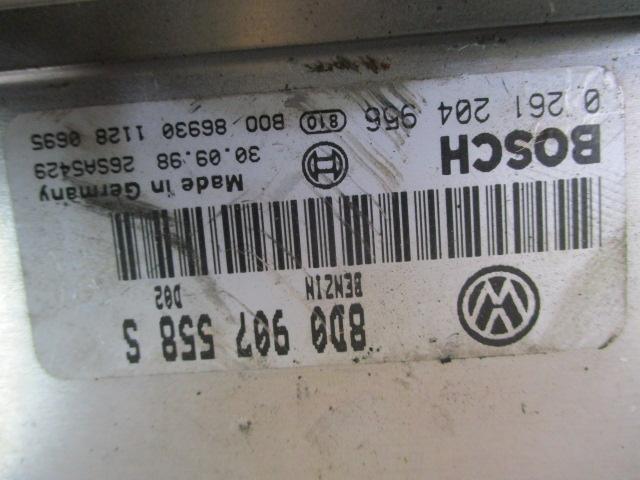 8D0 907 558 S
BENZIN D02
BOSCH
30.09.98 26SA5429
Made in Germany
0 261 204 956 810 B00 86930 1128 0695